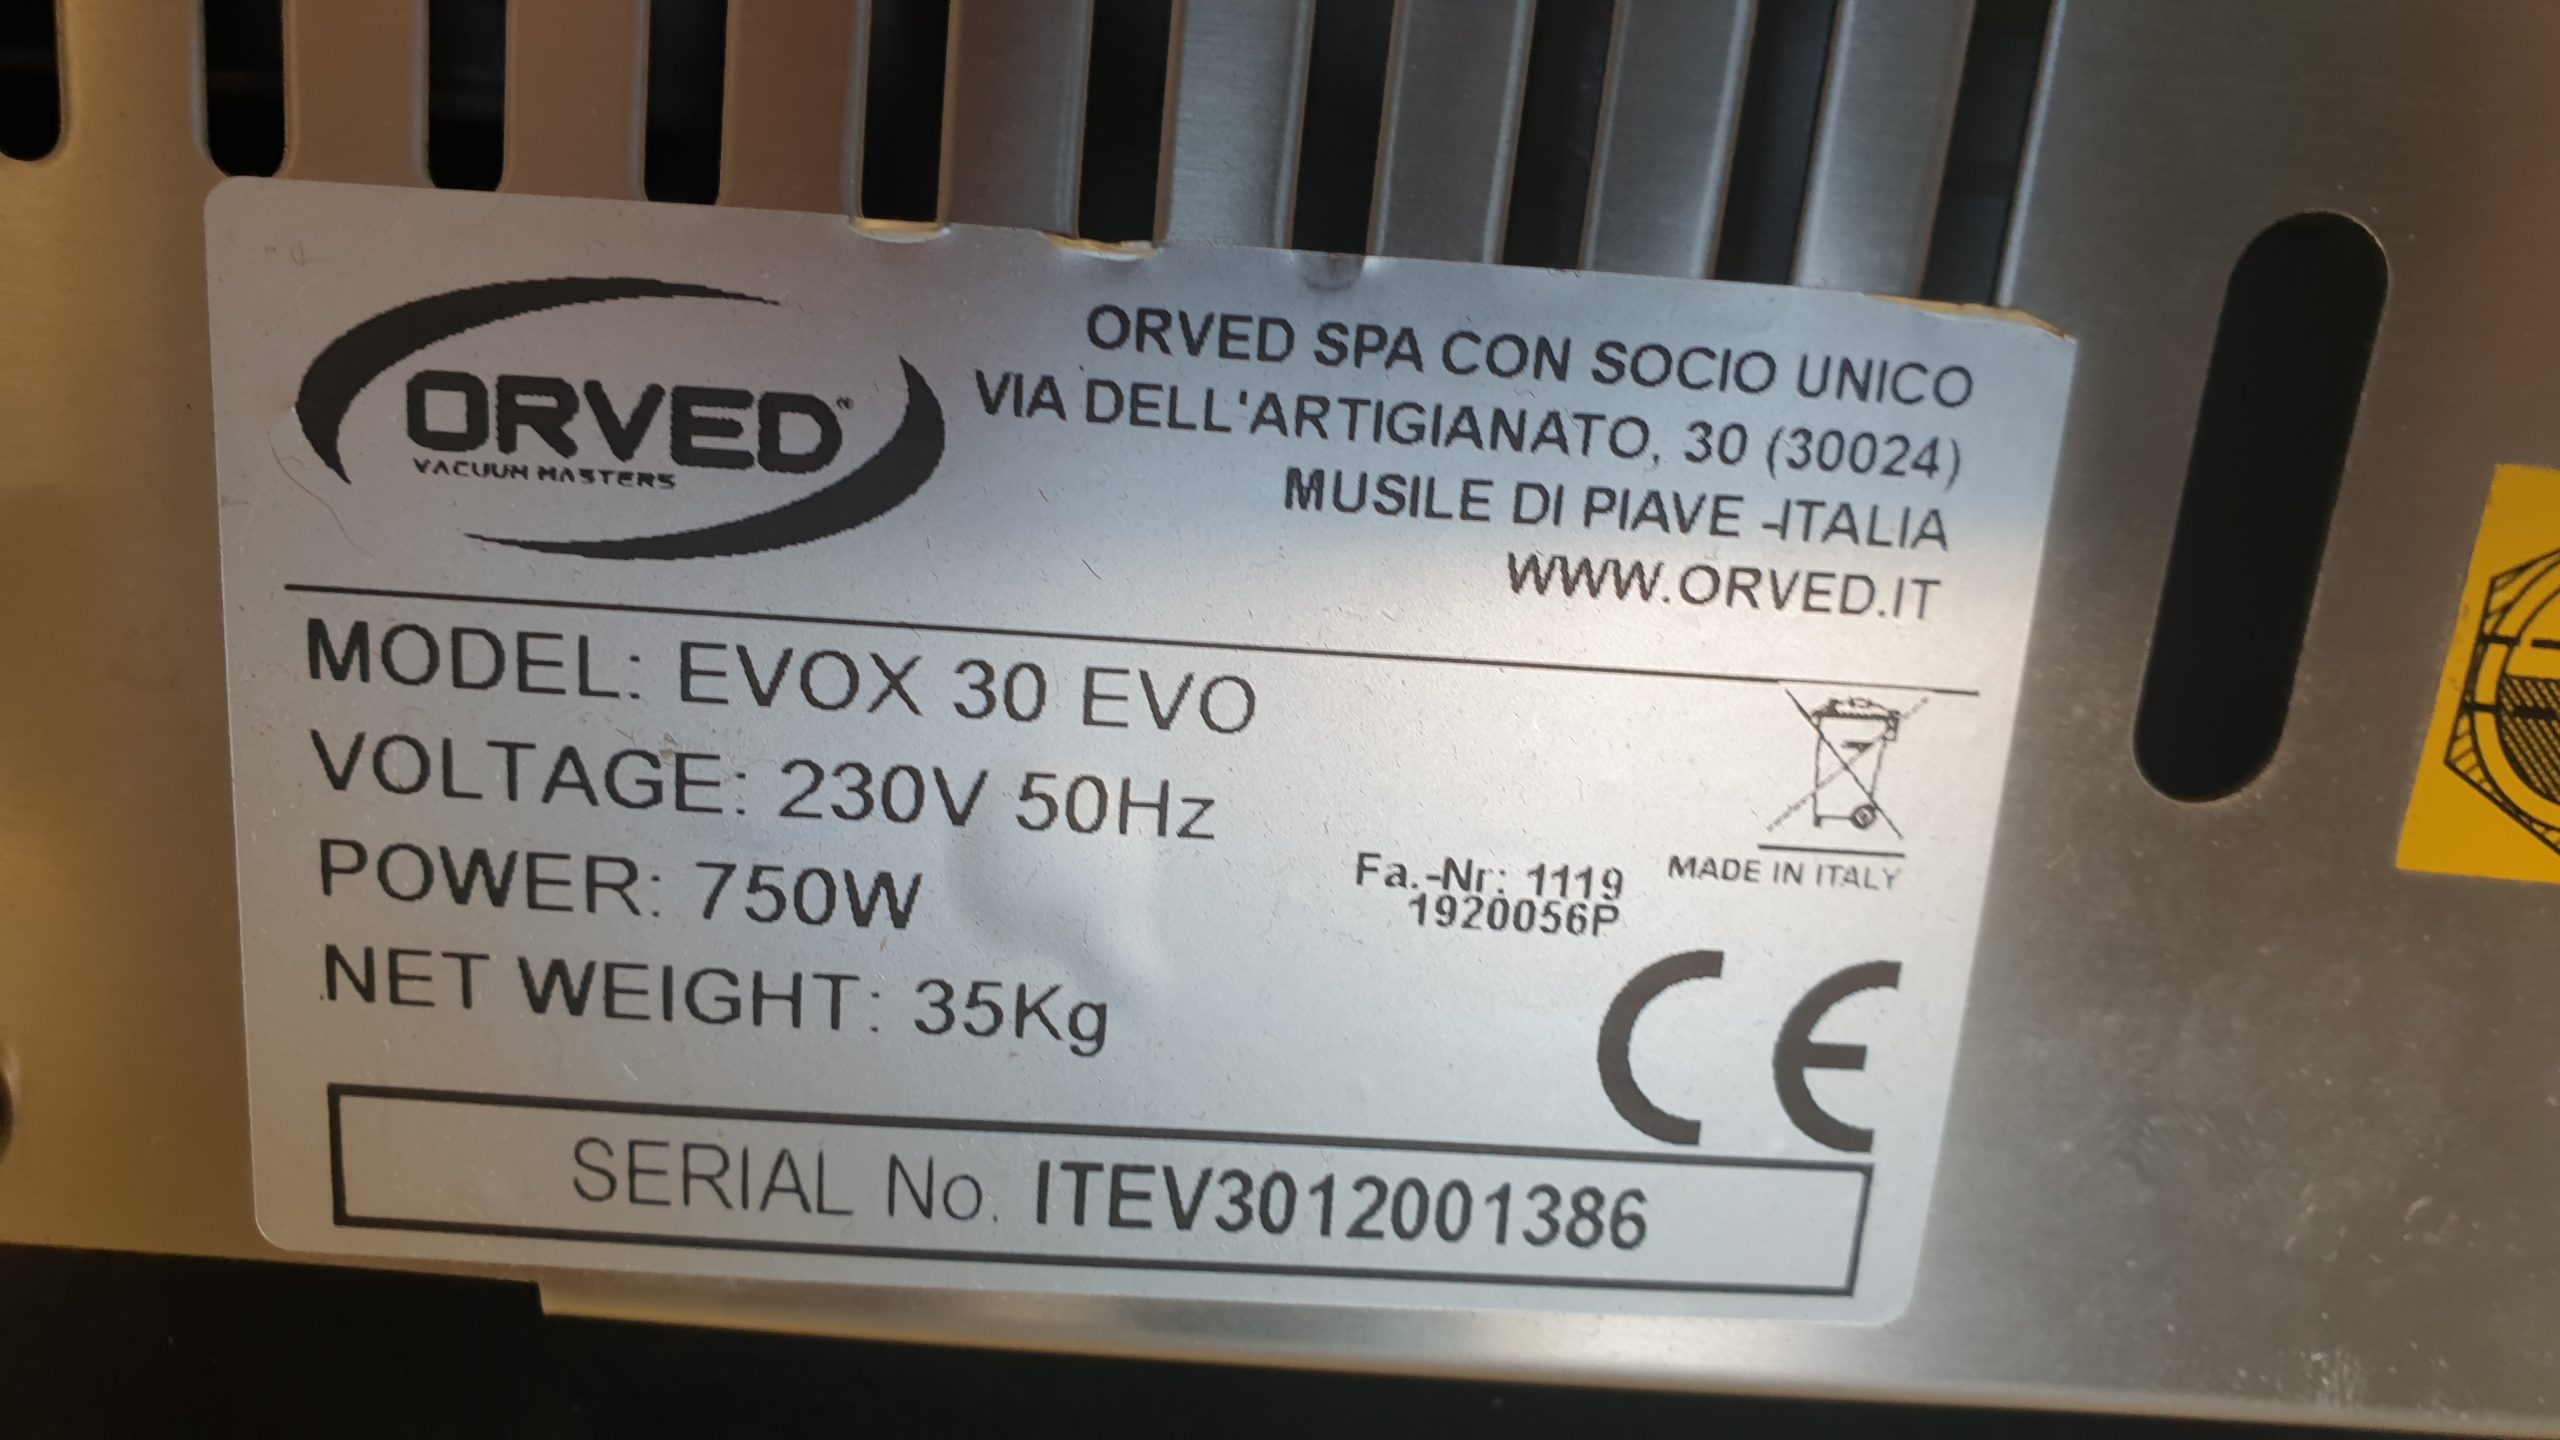 ORVED®
VACUUM MASTERS
ORVED SPA CON SOCIO UNICO
VIA DELL'ARTIGIANATO, 30 (30024)
MUSILE DI PIAVE -ITALIA
WWW.ORVED.IT
MODEL: EVOX 30 EVO
VOLTAGE: 230V 50Hz
POWER: 750W
NET WEIGHT: 35Kg
Fa.-Nr: 1119
1920056P
MADE IN ITALY
CE
SERIAL No. ITEV3012001386